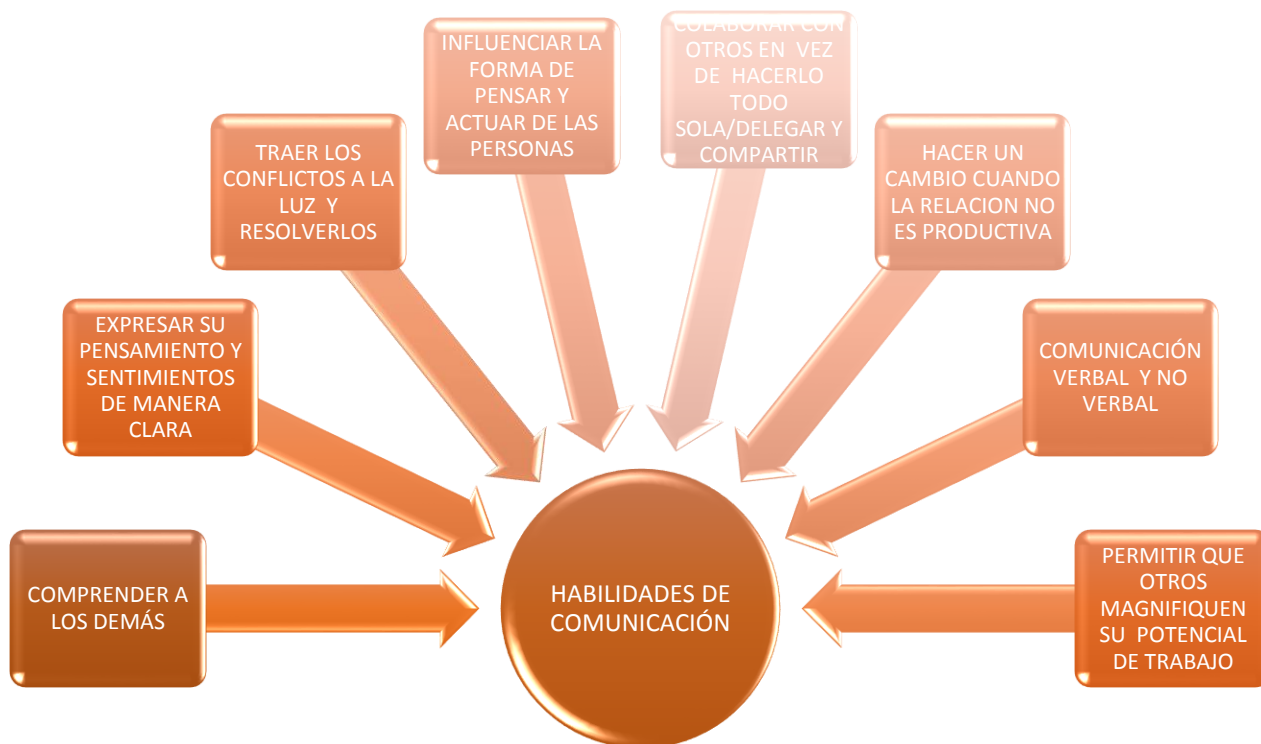 COMPRENDER A
LOS DEMÁS
EXPRESAR SU
PENSAMIENTO Y
SENTIMIENTOS
DE MANERA
CLARA
TRAER LOS
CONFLICTOS A LA
LUZ Y
RESOLVERLOS
INFLUENCIAR LA
FORMA DE
PENSAR Y
ACTUAR DE LAS
PERSONAS
COLABORAR CON
OTROS EN VEZ
DE HACERLO
TODO
SOLA/DELEGAR Y
COMPARTIR
HACER UN
CAMBIO CUANDO
LA RELACION NO
ES PRODUCTIVA
COMUNICACIÓN
VERBAL Y NO
VERBAL
PERMITIR QUE
OTROS
MAGNIFIQUEN
SU POTENCIAL
DE TRABAJO
HABILIDADES DE
COMUNICACIÓN